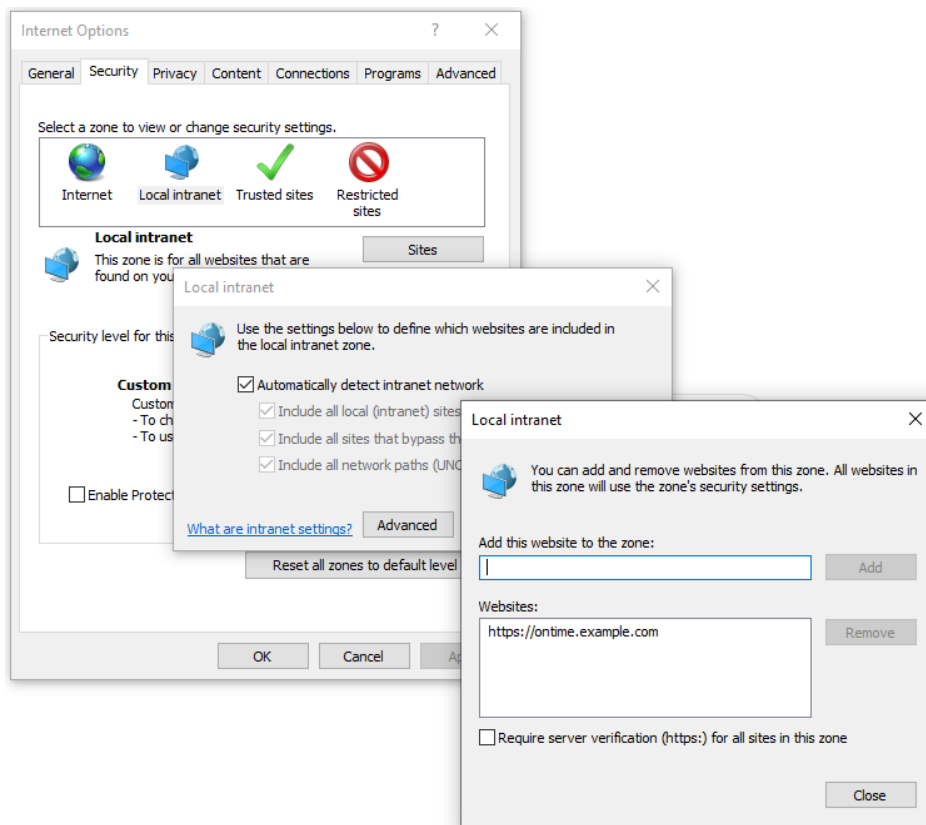 Internet Options
?
General Security Privacy Content Connections Programs Advanced
Select a zone to view or change security settings.
Internet
Local intranet
Trusted sites
Restricted
sites
Local intranet
This zone is for all websites that are
found on you
Sites
Security level for this
Custom
Custom
- To ch
- To us
Enable Protect
Reset all zones to default level
OK
Cancel
Ap
Local intranet
Use the settings below to define which websites are included in
the local intranet zone.
Automatically detect intranet network
Include all local (intranet) sites
Include all sites that bypass th
Include all network paths (UNC
What are intranet settings?
Advanced
Local intranet
You can add and remove websites from this zone. All websites in
this zone will use the zone's security settings.
Add this website to the zone:
Add
Websites:
https://ontime.example.com
Remove
Require server verification (https:) for all sites in this zone
Close